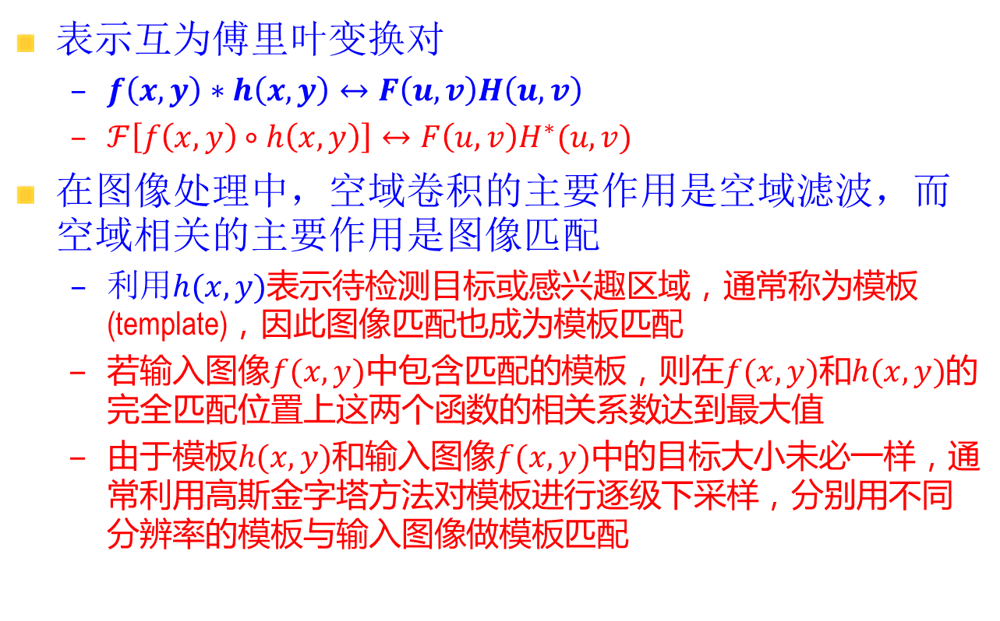 表示互为傅里叶变换对
– f(x,y)∗h(x,y)↔F(u,v)H(u,v)
– ℱ[f(x,y)∘h(x,y)]↔F(u,v)H*(u,v)
在图像处理中，空域卷积的主要作用是空域滤波，而
空域相关的主要作用是图像匹配
– 利用h(x,y)表示待检测目标或感兴趣区域，通常称为模板
(template)，因此图像匹配也成为模板匹配
– 若输入图像f(x,y)中包含匹配的模板，则在f(x,y)和h(x,y)的
完全匹配位置上这两个函数的相关系数达到最大值
– 由于模板h(x,y)和输入图像f(x,y)中的目标大小未必一样，通
常利用高斯金字塔方法对模板进行逐级下采样，分别用不同
分辨率的模板与输入图像做模板匹配